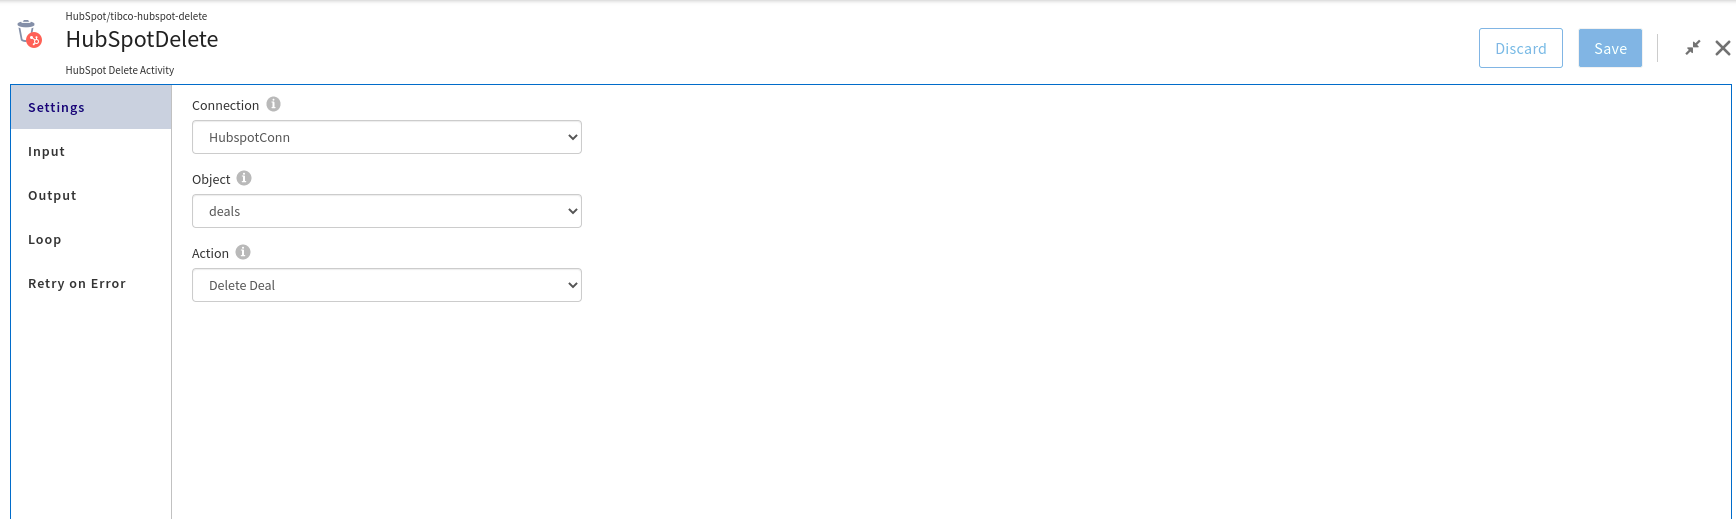 HubSpot/tibco-hubspot-delete
HubSpotDelete
HubSpot Delete Activity
Discard
Save
Settings
Input
Output
Loop
Retry on Error
Connection
HubspotConn
Object
deals
Action
Delete Deal